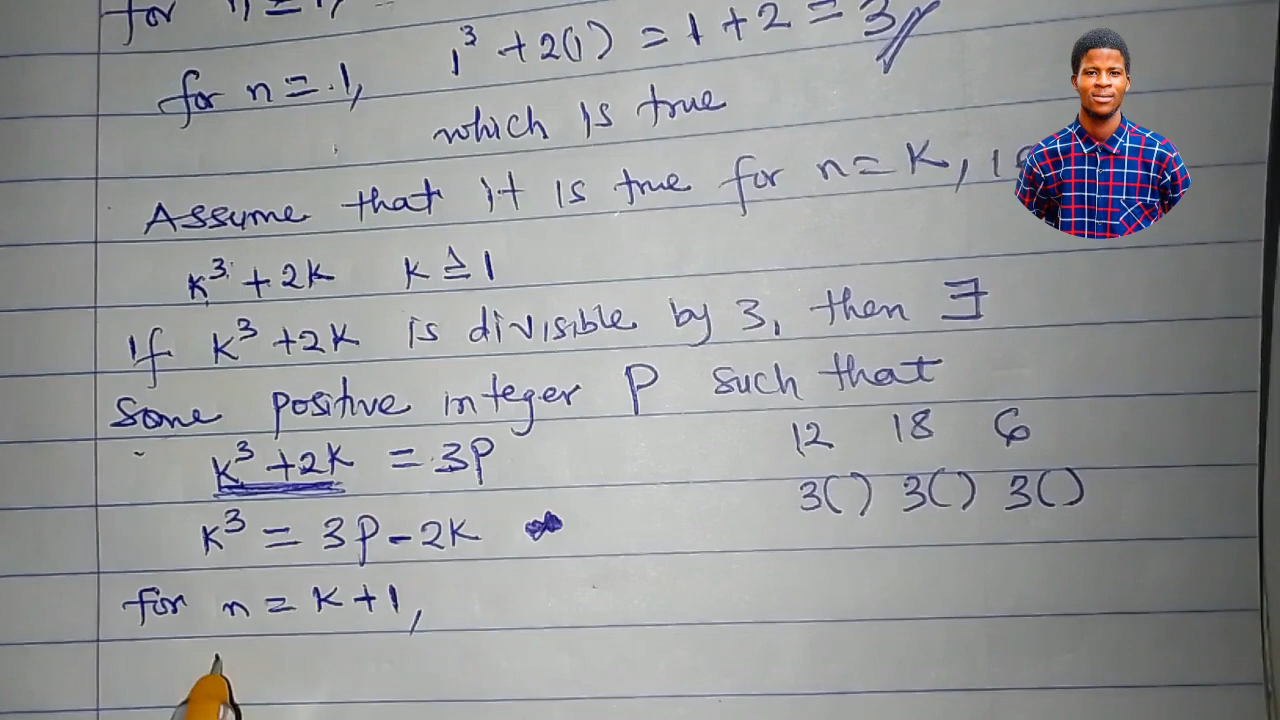 for n = 1,
for n = 1, 1³ + 2(1) = 1 + 2 = 3
which is true
Assume that it is true for n = K,
K³ + 2K K ≥ 1
If K³ + 2K is divisible by 3, then ∃
Some positive integer P such that
12 18 6
K³ + 2K = 3P
3() 3() 3()
K³ = 3P - 2K *
for n = K + 1,